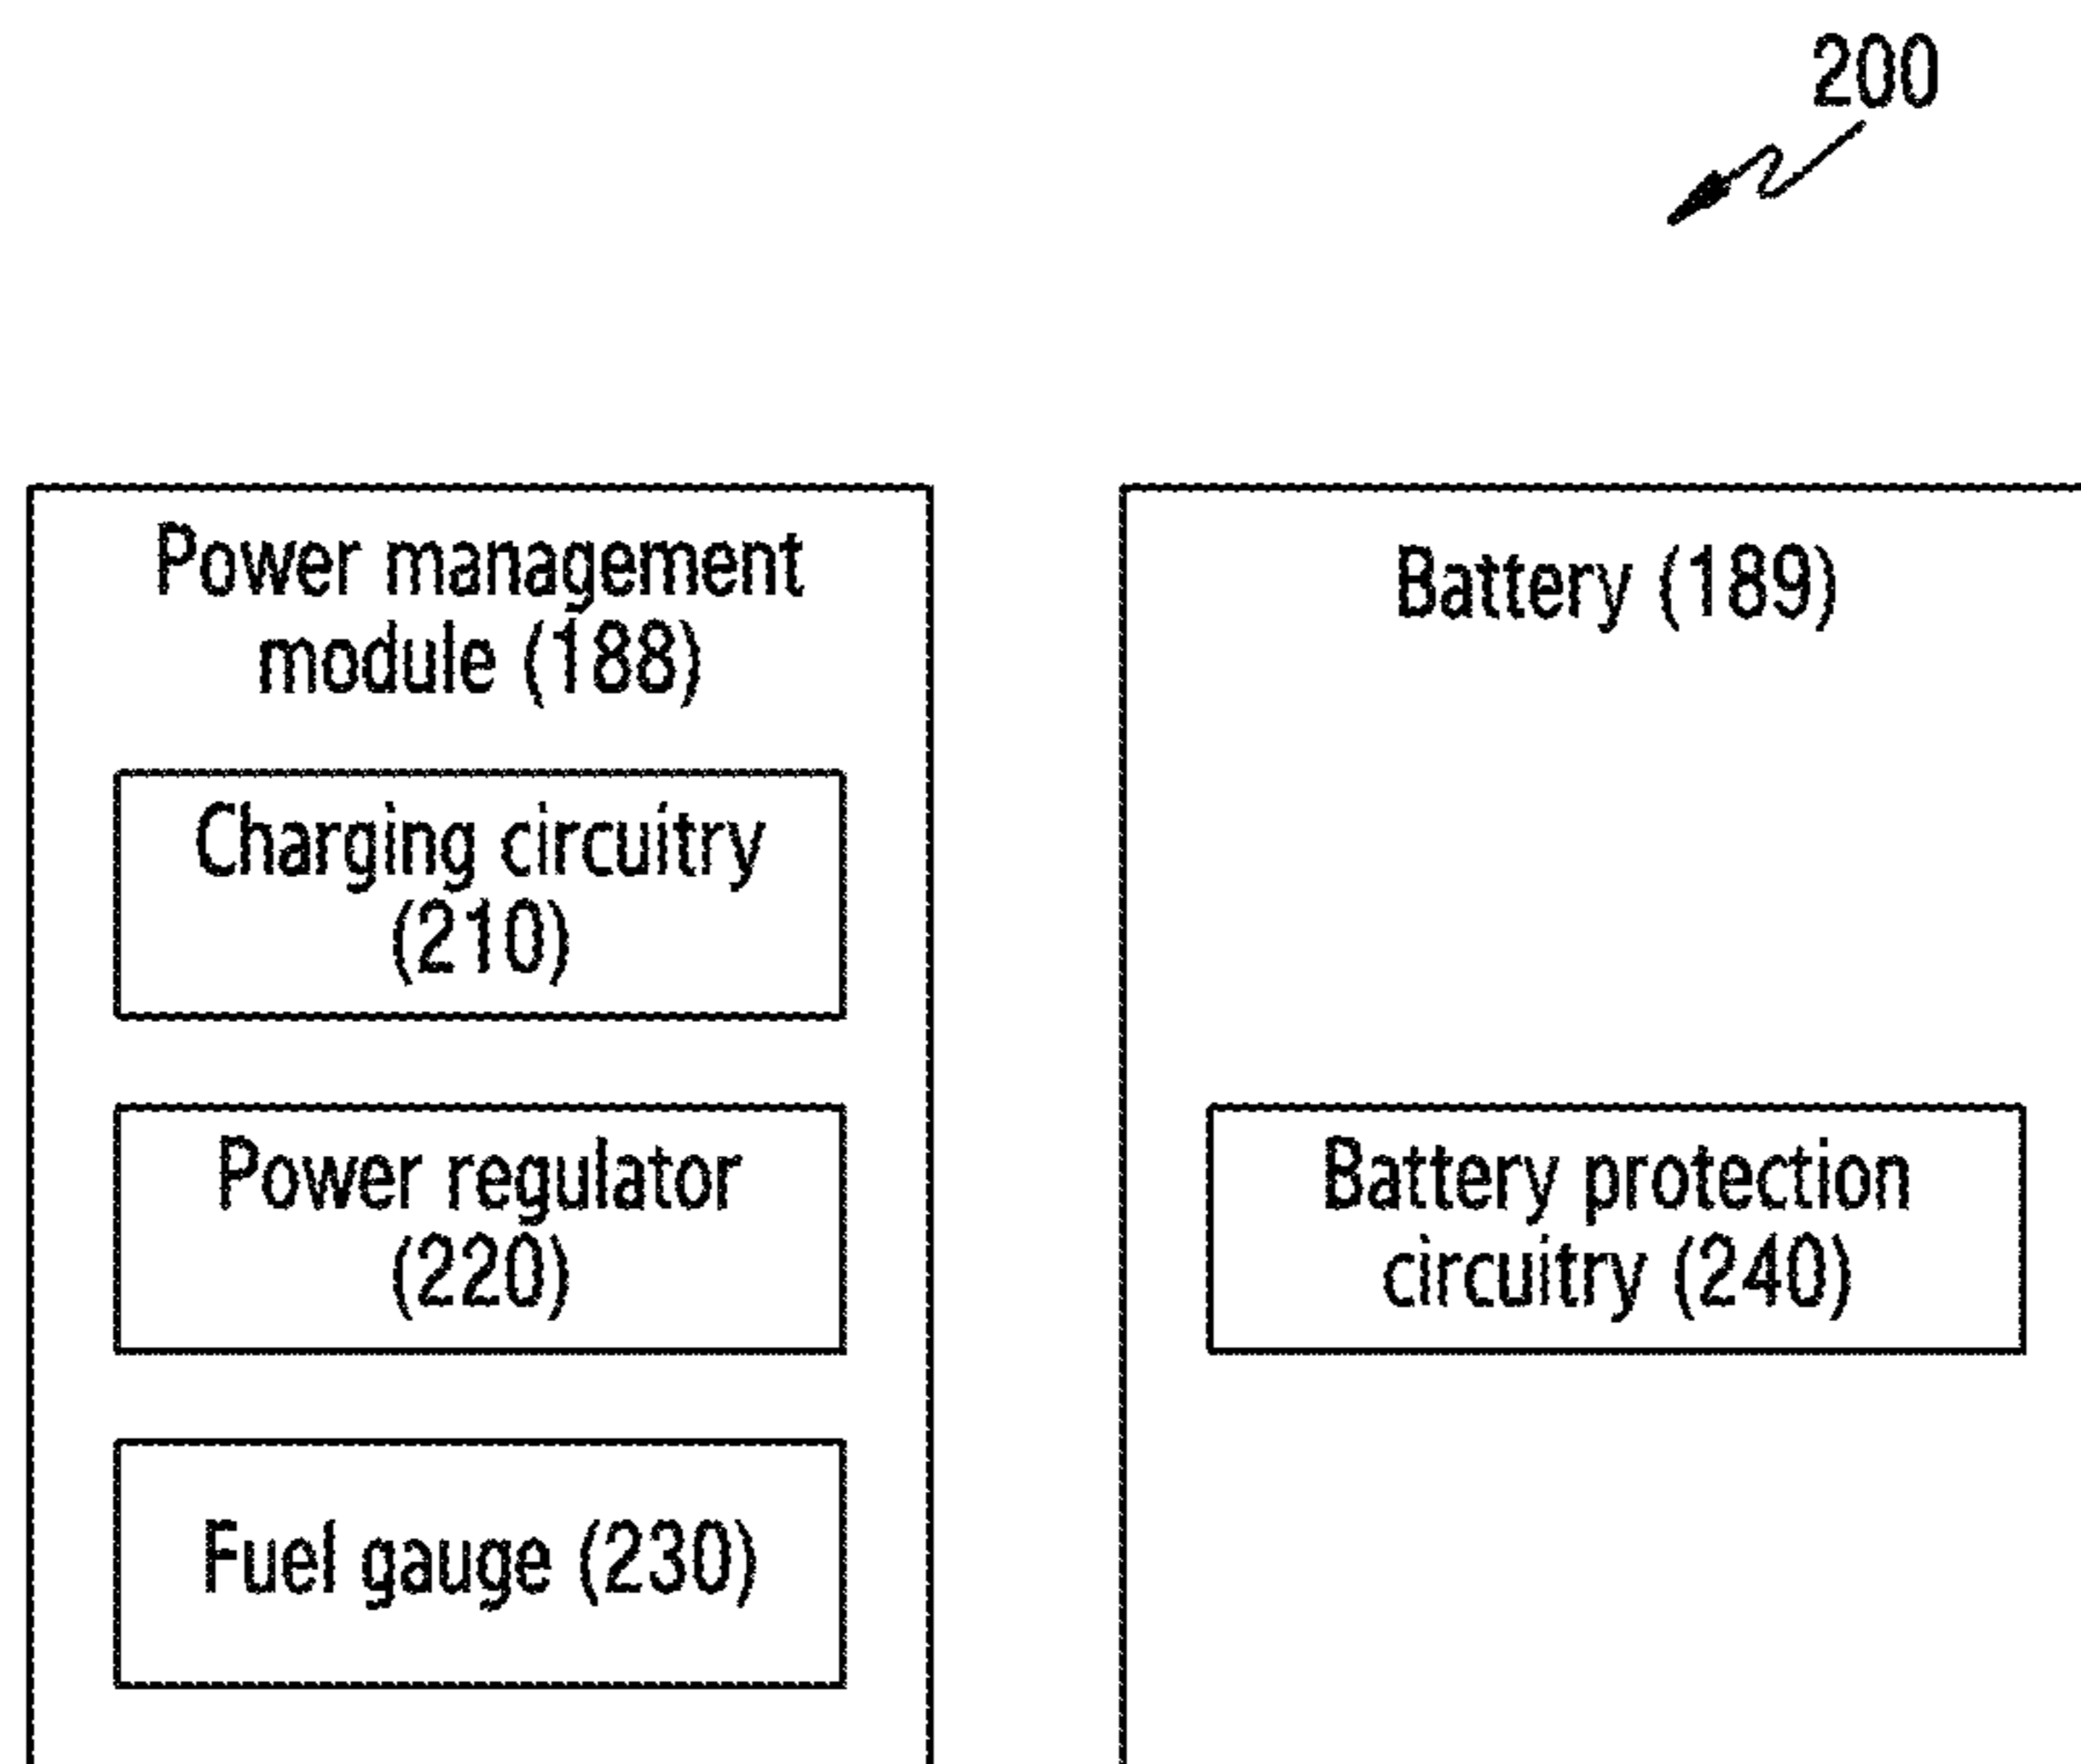 200
Power management
module (188)
Charging circuitry
(210)
Power regulator
(220)
Fuel gauge (230)
Battery (189)
Battery protection
circuitry (240)